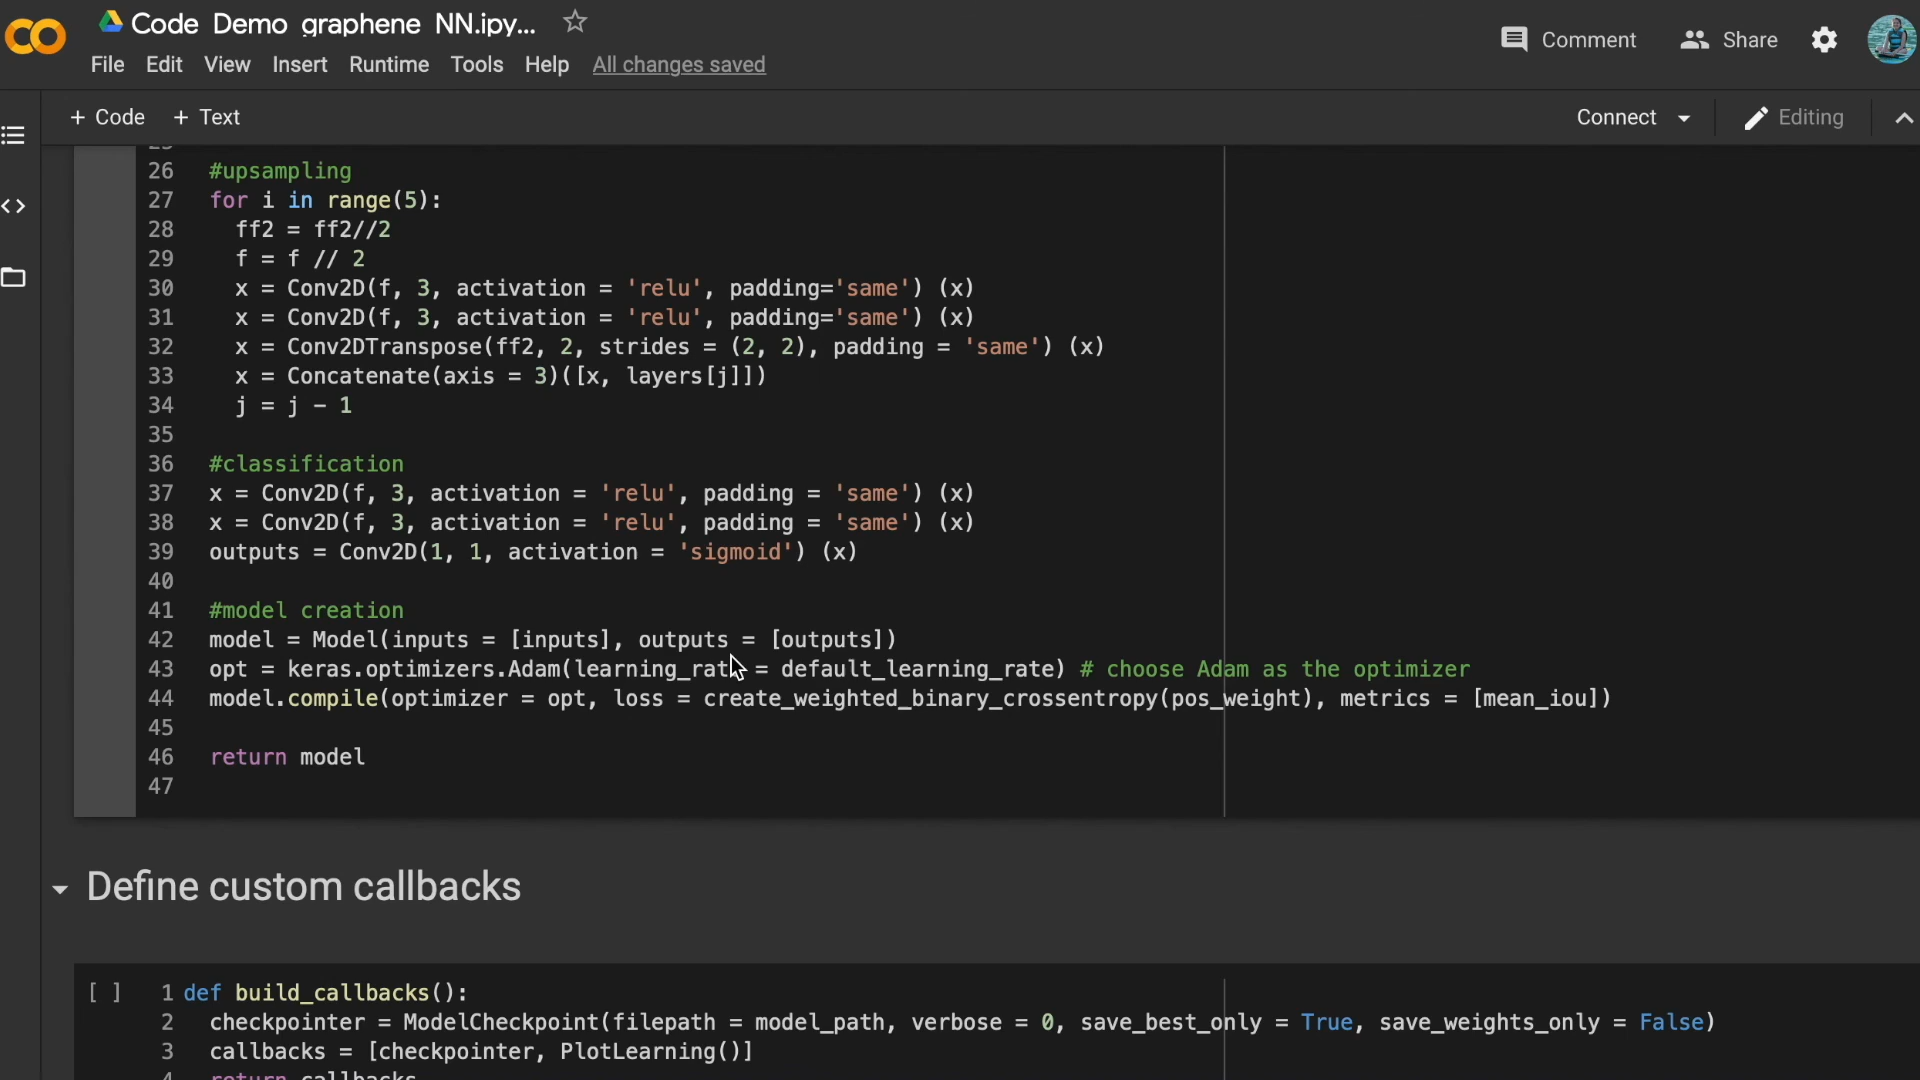 Code Demo graphene NN.ipy...
Comment
Share
File Edit View Insert Runtime Tools Help All changes saved
+ Code + Text
Connect
Editing
26 #upsampling
27 for i in range(5):
28 ff2 = ff2//2
29 f = f // 2
30 x = Conv2D(f, 3, activation = 'relu', padding='same') (x)
31 x = Conv2D(f, 3, activation = 'relu', padding='same') (x)
32 x = Conv2DTranspose(ff2, 2, strides = (2, 2), padding = 'same') (x)
33 x = Concatenate(axis = 3)([x, layers[j]])
34 j = j - 1
35
36 #classification
37 x = Conv2D(f, 3, activation = 'relu', padding = 'same') (x)
38 x = Conv2D(f, 3, activation = 'relu', padding = 'same') (x)
39 outputs = Conv2D(1, 1, activation = 'sigmoid') (x)
40
41 #model creation
42 model = Model(inputs = [inputs], outputs = [outputs])
43 opt = keras.optimizers.Adam(learning_rate = default_learning_rate) # choose Adam as the optimizer
44 model.compile(optimizer = opt, loss = create_weighted_binary_crossentropy(pos_weight), metrics = [mean_iou])
45
46 return model
47
Define custom callbacks
[ ] 1 def build_callbacks():
2 checkpointer = ModelCheckpoint(filepath = model_path, verbose = 0, save_best_only = True, save_weights_only = False)
3 callbacks = [checkpointer, PlotLearning()]
4 return callbacks